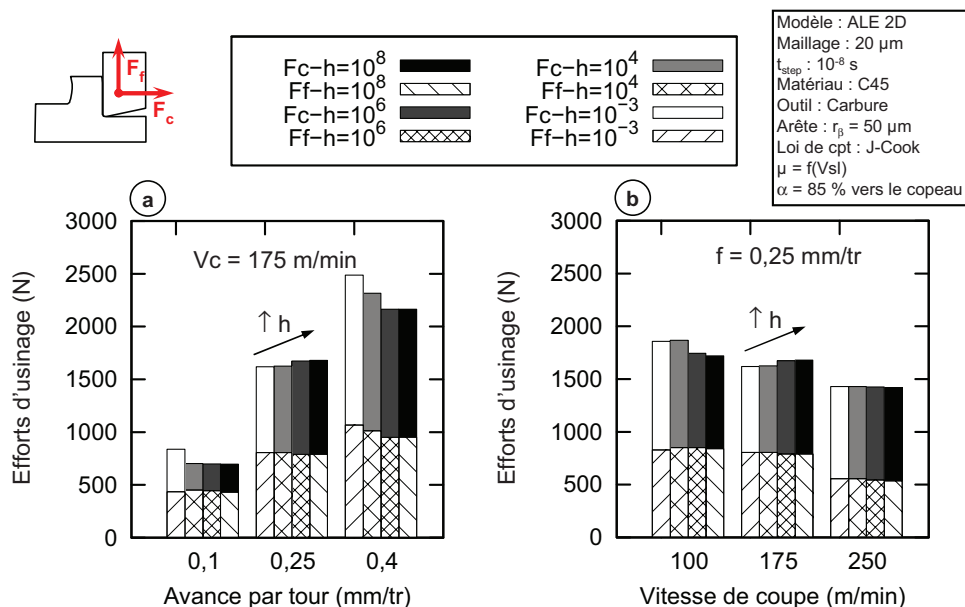 F_f
F_c
Fc−h=10^8
Ff−h=10^8
Fc−h=10^6
Ff−h=10^6
Fc−h=10^4
Ff−h=10^4
Fc−h=10^−3
Ff−h=10^−3
Modèle : ALE 2D
Maillage : 20 µm
t_step : 10^-8 s
Matériau : C45
Outil : Carbure
Arête : r_β = 50 µm
Loi de cpt : J-Cook
µ = f(Vsl)
α = 85 % vers le copeau
a
Vc = 175 m/min
↑ h
Efforts d'usinage (N)
3000
2500
2000
1500
1000
500
0
0,1 0,25 0,4
Avance par tour (mm/tr)
b
f = 0,25 mm/tr
↑ h
Efforts d'usinage (N)
3000
2500
2000
1500
1000
500
0
100 175 250
Vitesse de coupe (m/min)